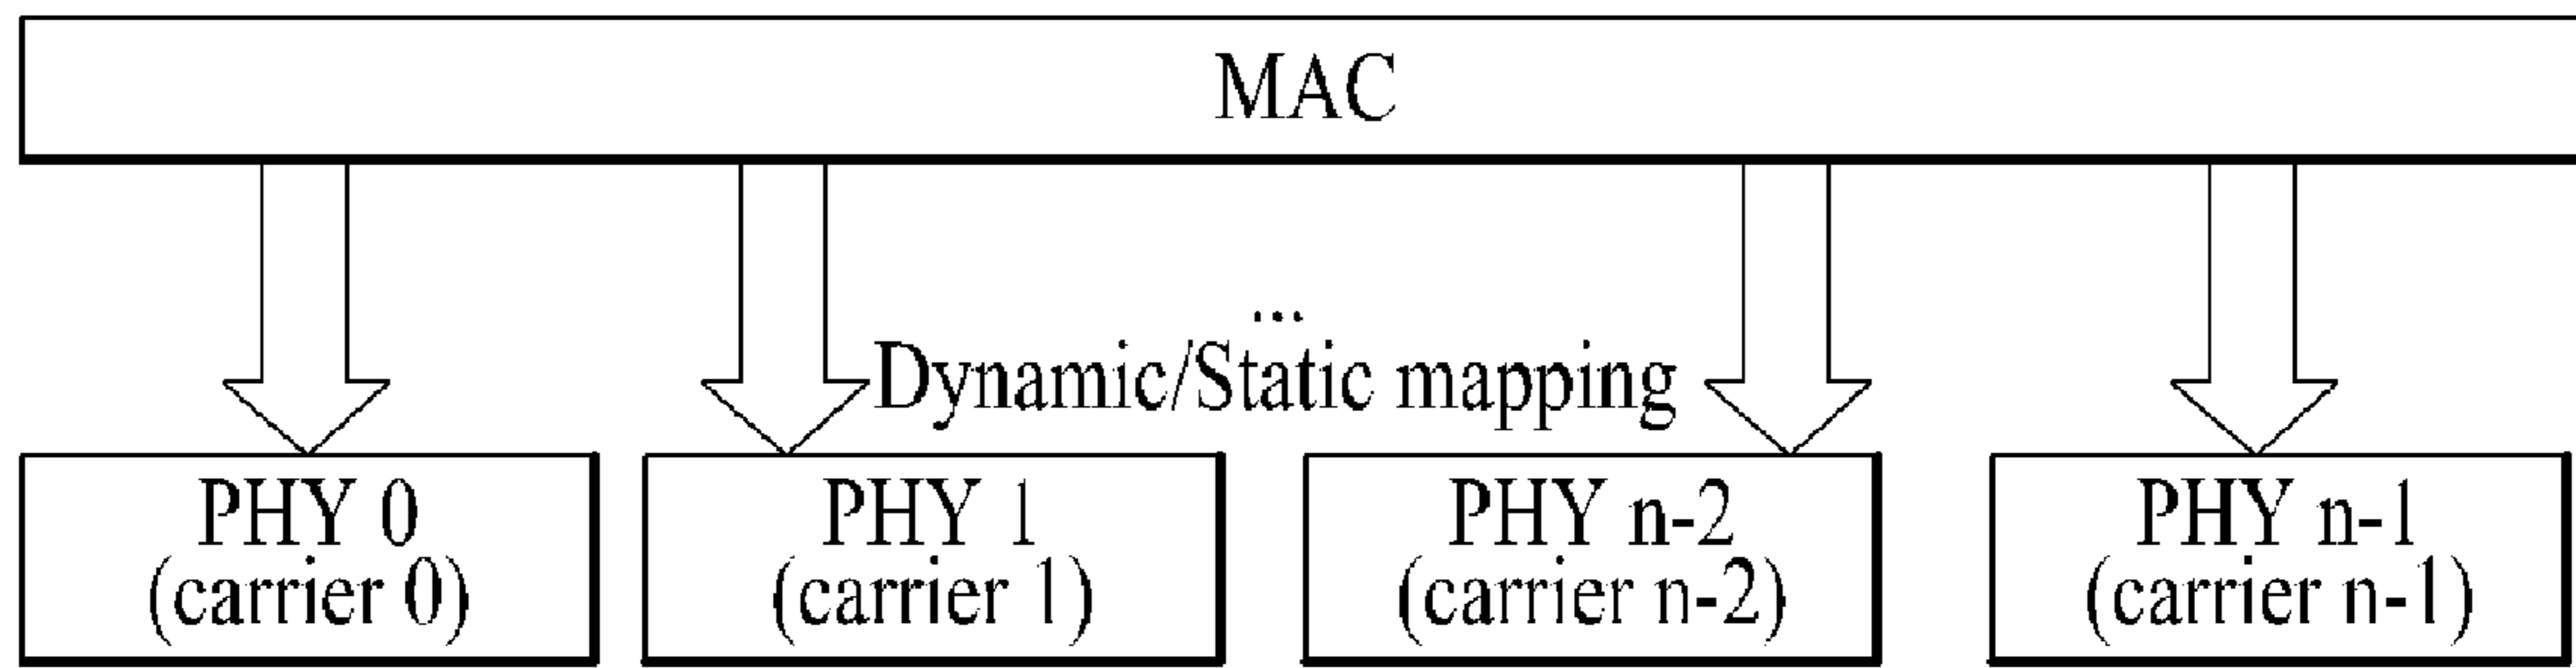 MAC
...
Dynamic/Static mapping
PHY 0
(carrier 0)
PHY 1
(carrier 1)
PHY n-2
(carrier n-2)
PHY n-1
(carrier n-1)